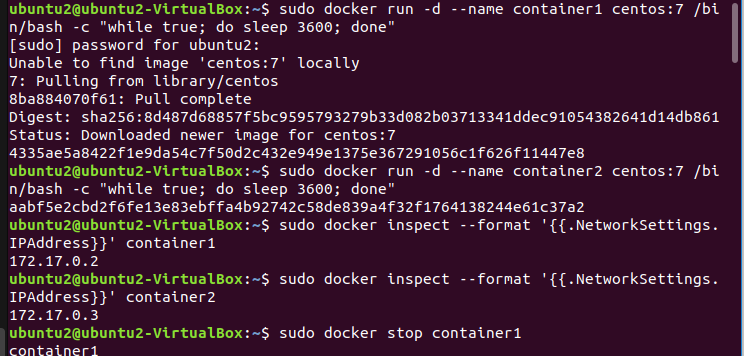 ubuntu2@ubuntu2-VirtualBox:~$ sudo docker run -d --name container1 centos:7 /bi
n/bash -c "while true; do sleep 3600; done"
[sudo] password for ubuntu2:
Unable to find image 'centos:7' locally
7: Pulling from library/centos
8ba884070f61: Pull complete
Digest: sha256:8d487d68857f5bc9595793279b33d082b03713341ddec91054382641d14db861
Status: Downloaded newer image for centos:7
4335ae5a8422f1e9da54c7f50d2c432e949e1375e367291056c1f626f11447e8
ubuntu2@ubuntu2-VirtualBox:~$ sudo docker run -d --name container2 centos:7 /bi
n/bash -c "while true; do sleep 3600; done"
aabf5e2cbd2f6fe13e83ebffa4b92742c58de839a4f32f1764138244e61c37a2
ubuntu2@ubuntu2-VirtualBox:~$ sudo docker inspect --format '{{.NetworkSettings.
IPAddress}}' container1
172.17.0.2
ubuntu2@ubuntu2-VirtualBox:~$ sudo docker inspect --format '{{.NetworkSettings.
IPAddress}}' container2
172.17.0.3
ubuntu2@ubuntu2-VirtualBox:~$ sudo docker stop container1
container1